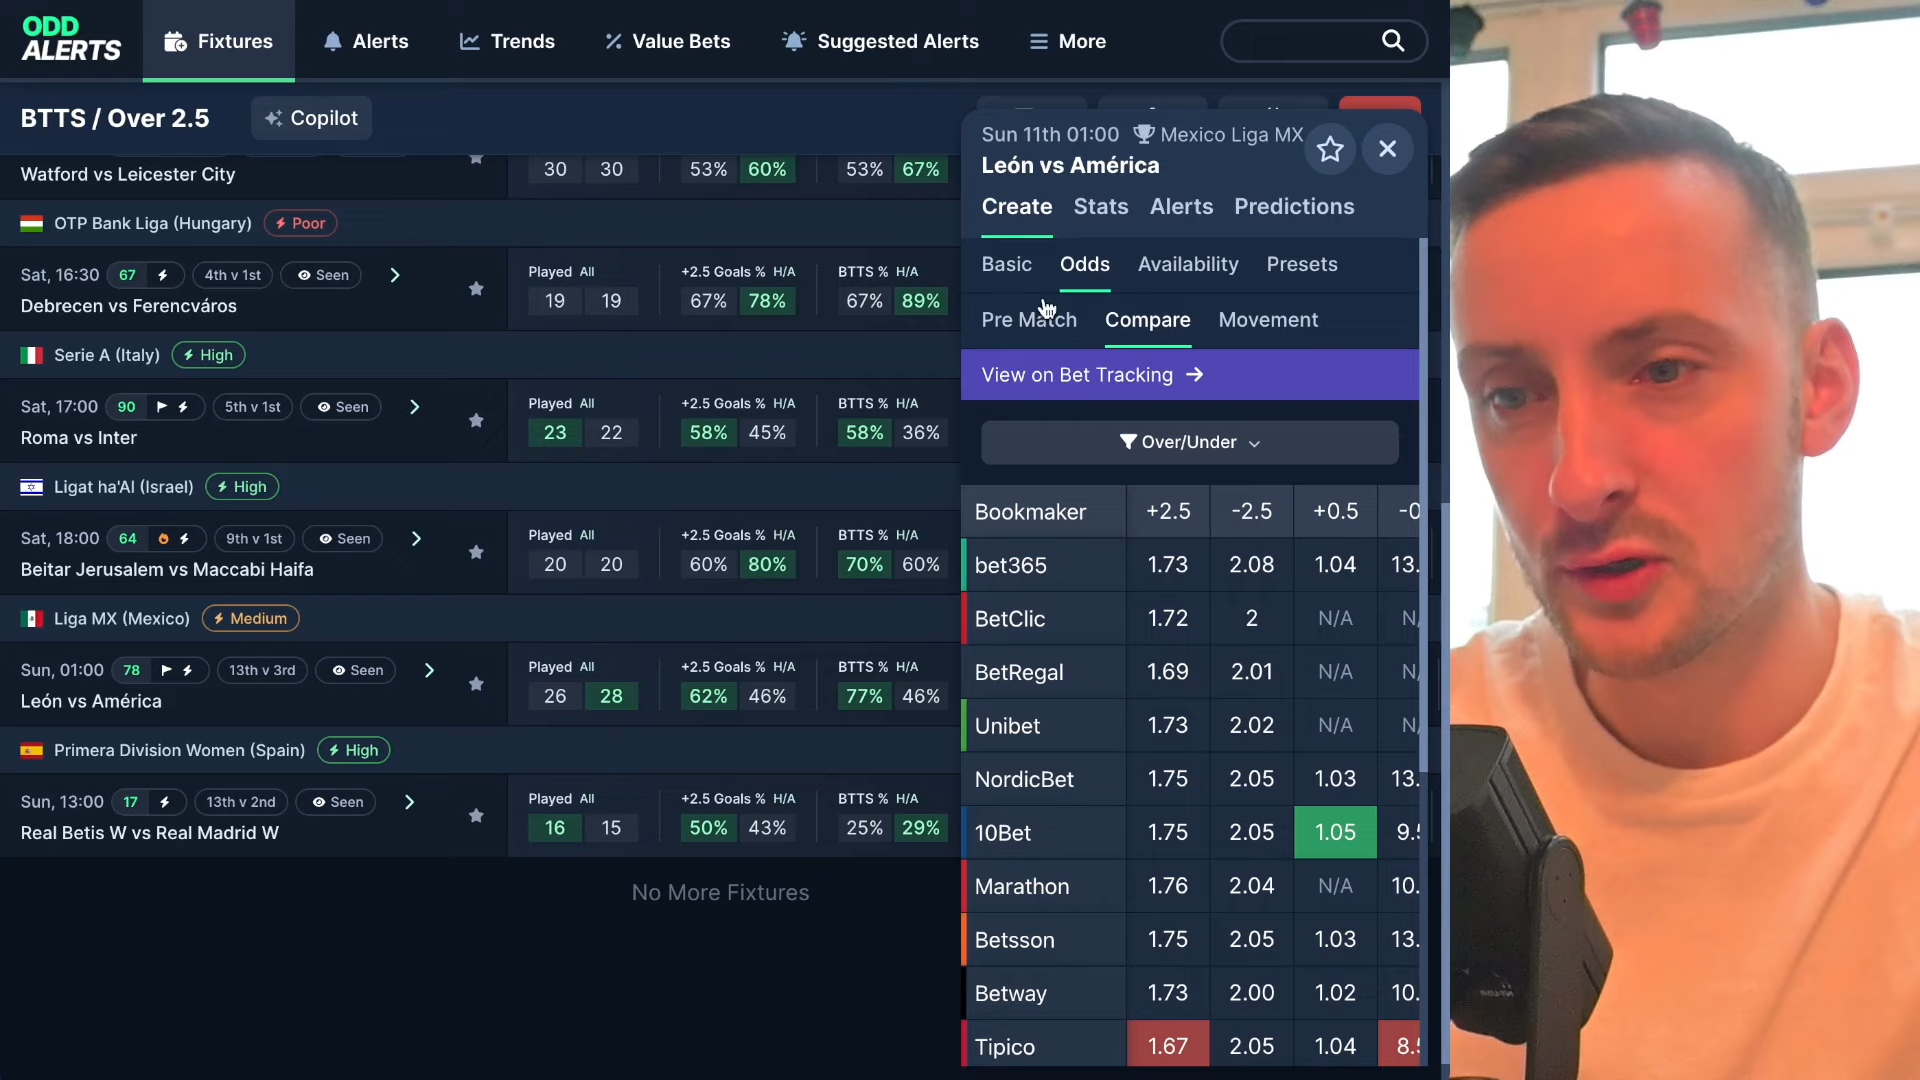 ODD
ALERTS
Fixtures
Alerts
Trends
Value Bets
Suggested Alerts
More
BTTS / Over 2.5
Copilot
Watford vs Leicester City
30 30 53% 60% 53% 67%
OTP Bank Liga (Hungary) Poor
Sat, 16:30 67 4th v 1st Seen
Debrecen vs Ferencváros
Played All +2.5 Goals % H/A BTTS % H/A
19 19 67% 78% 67% 89%
Serie A (Italy) High
Sat, 17:00 90 5th v 1st Seen
Roma vs Inter
Played All +2.5 Goals % H/A BTTS % H/A
23 22 58% 45% 58% 36%
Ligat ha'Al (Israel) High
Sat, 18:00 64 9th v 1st Seen
Beitar Jerusalem vs Maccabi Haifa
Played All +2.5 Goals % H/A BTTS % H/A
20 20 60% 80% 70% 60%
Liga MX (Mexico) Medium
Sun, 01:00 78 13th v 3rd Seen
León vs América
Played All +2.5 Goals % H/A BTTS % H/A
26 28 62% 46% 77% 46%
Primera Division Women (Spain) High
Sun, 13:00 17 13th v 2nd Seen
Real Betis W vs Real Madrid W
Played All +2.5 Goals % H/A BTTS % H/A
16 15 50% 43% 25% 29%
No More Fixtures
Sun 11th 01:00 Mexico Liga MX
León vs América
Create Stats Alerts Predictions
Basic Odds Availability Presets
Pre Match Compare Movement
View on Bet Tracking
Over/Under
Bookmaker +2.5 -2.5 +0.5 -0
bet365 1.73 2.08 1.04 13.
BetClic 1.72 2 N/A N/
BetRegal 1.69 2.01 N/A N/
Unibet 1.73 2.02 N/A N/
NordicBet 1.75 2.05 1.03 13.
10Bet 1.75 2.05 1.05 9.5
Marathon 1.76 2.04 N/A 10.
Betsson 1.75 2.05 1.03 13.
Betway 1.73 2.00 1.02 10.
Tipico 1.67 2.05 1.04 8.5